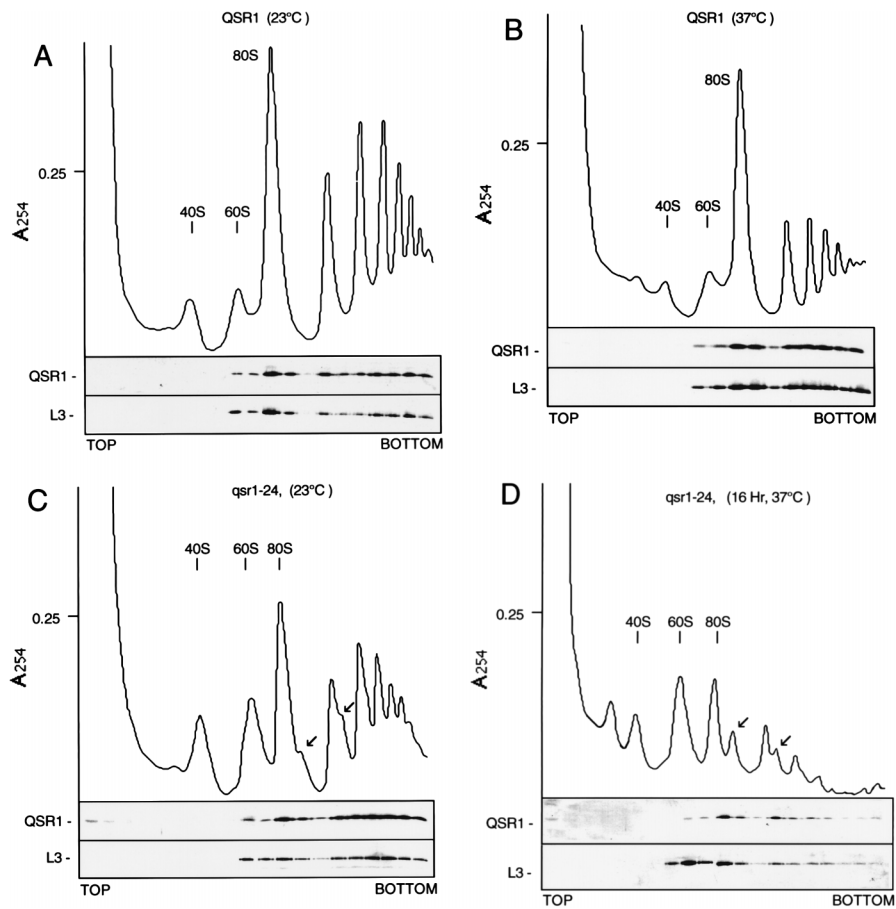 A
QSR1 (23°C)
80S
40S
60S
0.25
A254
QSR1 -
L3 -
TOP
BOTTOM
B
QSR1 (37°C)
80S
40S
60S
0.25
A254
QSR1 -
L3 -
TOP
BOTTOM
C
qsr1-24, (23°C)
40S
60S
80S
0.25
A254
QSR1 -
L3 -
TOP
BOTTOM
D
qsr1-24, (16 Hr, 37°C)
40S
60S
80S
0.25
A254
QSR1 -
L3 -
TOP
BOTTOM